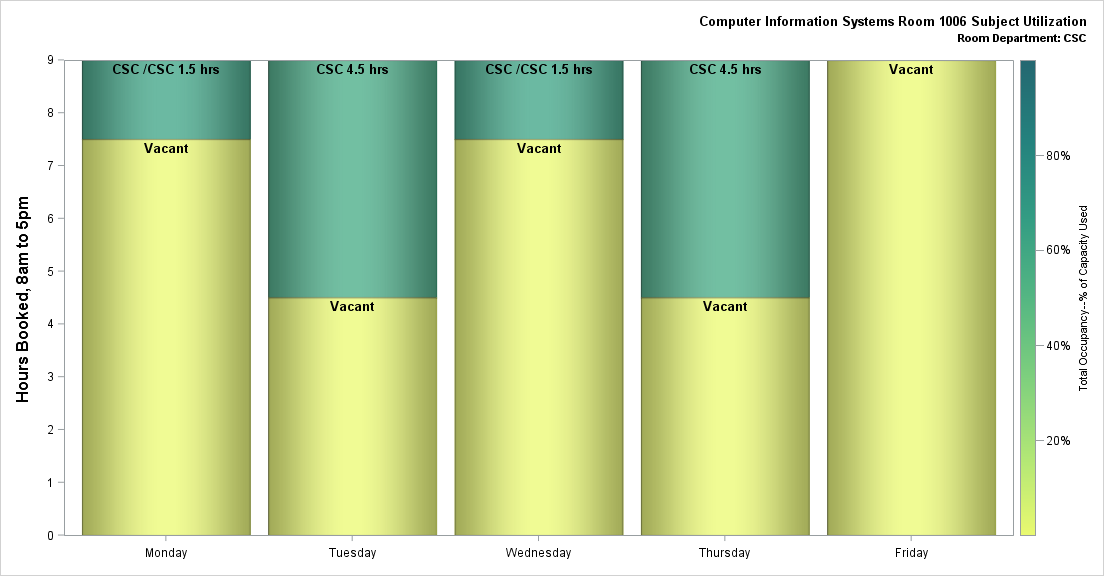 Computer Information Systems Room 1006 Subject Utilization
Room Department: CSC
Hours Booked, 8am to 5pm
9
8
7
6
5
4
3
2
1
0
CSC /CSC 1.5 hrs
Vacant
CSC 4.5 hrs
Vacant
CSC /CSC 1.5 hrs
Vacant
CSC 4.5 hrs
Vacant
Vacant
Monday
Tuesday
Wednesday
Thursday
Friday
80%
60%
40%
20%
Total Occupancy--% of Capacity Used